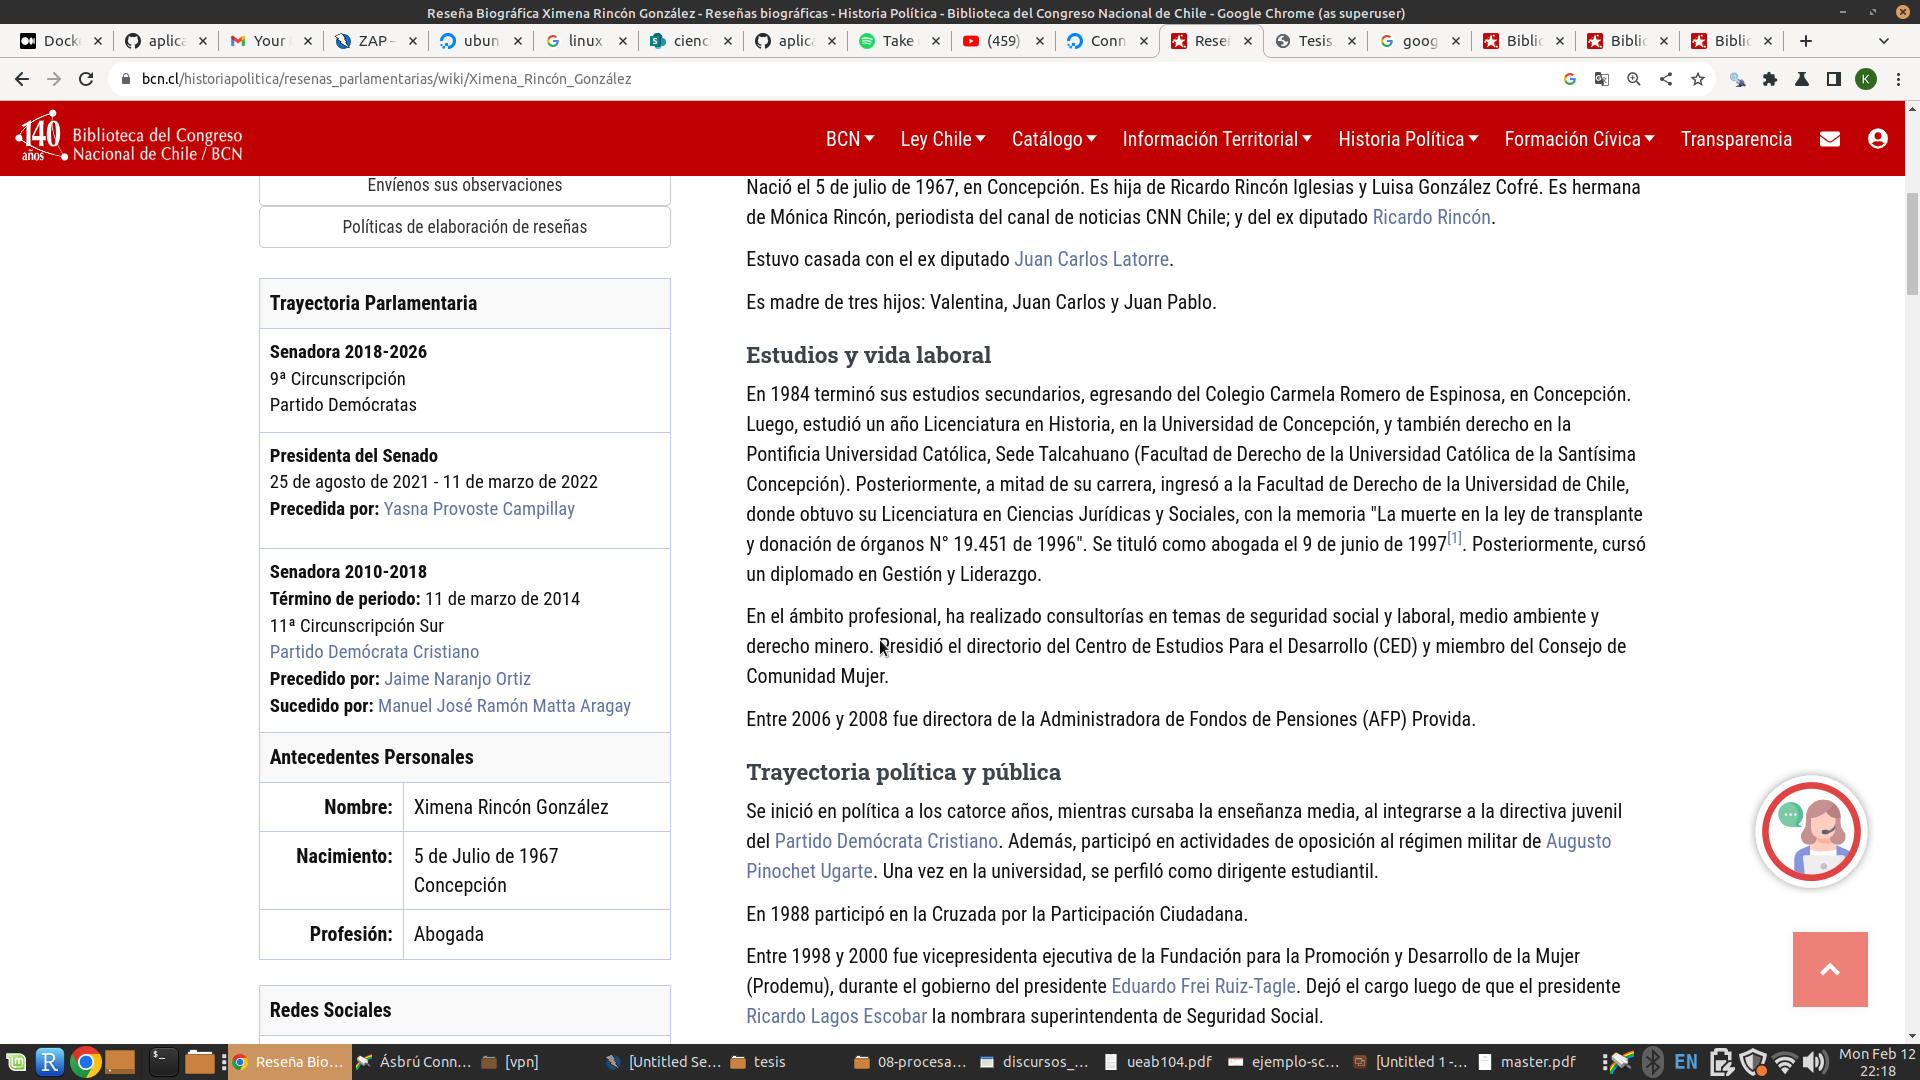 Reseña Biográfica Ximena Rincón González - Reseñas biográficas - Historia Política - Biblioteca del Congreso Nacional de Chile - Google Chrome (as superuser)
Dock
aplica
Your
ZAP -
ubun
linux
cienc
aplica
Take
(459)
Conn
Rese
Tesis
goog
Biblic
Biblic
Biblic
bcn.cl/historiapolitica/resenas_parlamentarias/wiki/Ximena_Rincón_González
K
140 años
Biblioteca del Congreso
Nacional de Chile / BCN
BCN
Ley Chile
Catálogo
Información Territorial
Historia Política
Formación Cívica
Transparencia
Envíenos sus observaciones
Políticas de elaboración de reseñas
Trayectoria Parlamentaria
Senadora 2018-2026
9ª Circunscripción
Partido Demócratas
Presidenta del Senado
25 de agosto de 2021 - 11 de marzo de 2022
Precedida por: Yasna Provoste Campillay
Senadora 2010-2018
Término de periodo: 11 de marzo de 2014
11ª Circunscripción Sur
Partido Demócrata Cristiano
Precedido por: Jaime Naranjo Ortiz
Sucedido por: Manuel José Ramón Matta Aragay
Antecedentes Personales
Nombre: Ximena Rincón González
Nacimiento: 5 de Julio de 1967
Concepción
Profesión: Abogada
Redes Sociales
Nació el 5 de julio de 1967, en Concepción. Es hija de Ricardo Rincón Iglesias y Luisa González Cofré. Es hermana
de Mónica Rincón, periodista del canal de noticias CNN Chile; y del ex diputado Ricardo Rincón.
Estuvo casada con el ex diputado Juan Carlos Latorre.
Es madre de tres hijos: Valentina, Juan Carlos y Juan Pablo.
Estudios y vida laboral
En 1984 terminó sus estudios secundarios, egresando del Colegio Carmela Romero de Espinosa, en Concepción.
Luego, estudió un año Licenciatura en Historia, en la Universidad de Concepción, y también derecho en la
Pontificia Universidad Católica, Sede Talcahuano (Facultad de Derecho de la Universidad Católica de la Santísima
Concepción). Posteriormente, a mitad de su carrera, ingresó a la Facultad de Derecho de la Universidad de Chile,
donde obtuvo su Licenciatura en Ciencias Jurídicas y Sociales, con la memoria "La muerte en la ley de transplante
y donación de órganos N° 19.451 de 1996". Se tituló como abogada el 9 de junio de 1997[1]. Posteriormente, cursó
un diplomado en Gestión y Liderazgo.
En el ámbito profesional, ha realizado consultorías en temas de seguridad social y laboral, medio ambiente y
derecho minero. Presidió el directorio del Centro de Estudios Para el Desarrollo (CED) y miembro del Consejo de
Comunidad Mujer.
Entre 2006 y 2008 fue directora de la Administradora de Fondos de Pensiones (AFP) Provida.
Trayectoria política y pública
Se inició en política a los catorce años, mientras cursaba la enseñanza media, al integrarse a la directiva juvenil
del Partido Demócrata Cristiano. Además, participó en actividades de oposición al régimen militar de Augusto
Pinochet Ugarte. Una vez en la universidad, se perfiló como dirigente estudiantil.
En 1988 participó en la Cruzada por la Participación Ciudadana.
Entre 1998 y 2000 fue vicepresidenta ejecutiva de la Fundación para la Promoción y Desarrollo de la Mujer
(Prodemu), durante el gobierno del presidente Eduardo Frei Ruiz-Tagle. Dejó el cargo luego de que el presidente
Ricardo Lagos Escobar la nombrara superintendenta de Seguridad Social.
Reseña Bio...
Ásbrú Conn...
[vpn]
[Untitled Se...
tesis
08-procesa...
discursos_...
ueab104.pdf
ejemplo-sc...
[Untitled 1 -...
master.pdf
EN
Mon Feb 12
22:18